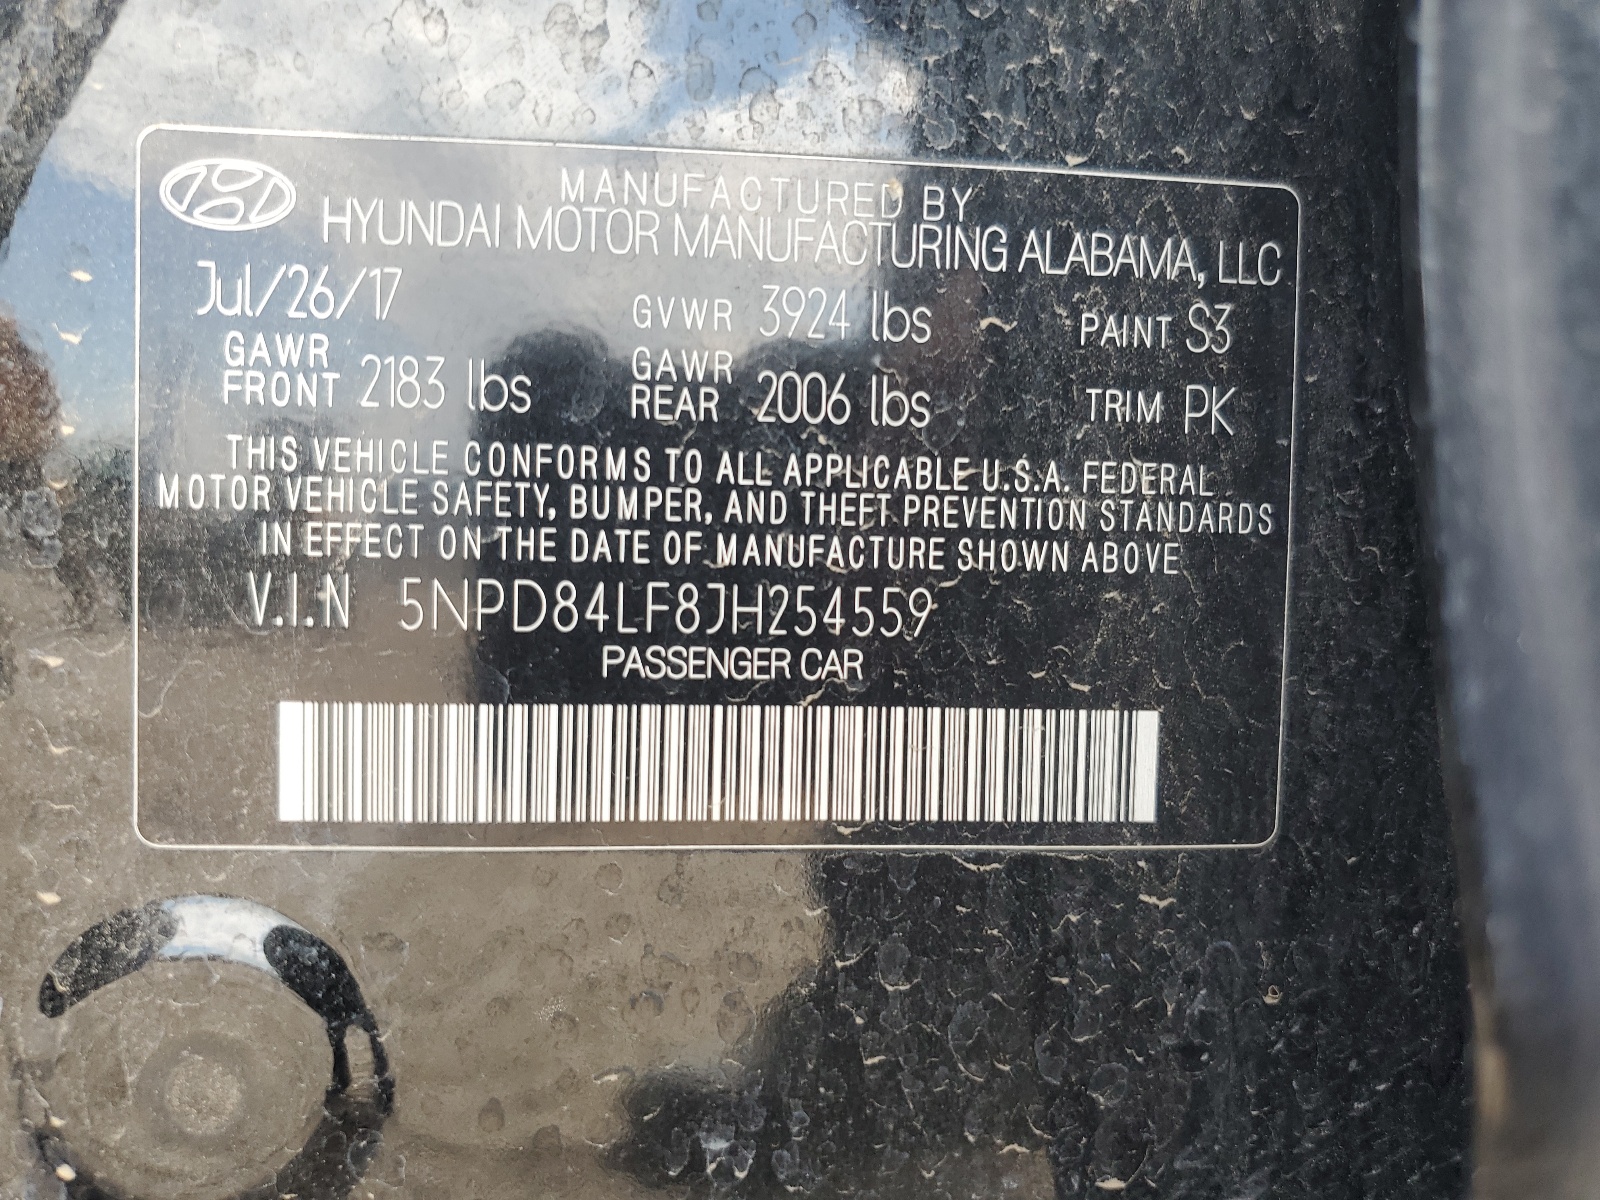 MANUFACTURED BY
HYUNDAI MOTOR MANUFACTURING ALABAMA, LLC
Jul/26/17 GVWR 3924 lbs PAINT S3
GAWR FRONT 2183 lbs GAWR REAR 2006 lbs TRIM PK
THIS VEHICLE CONFORMS TO ALL APPLICABLE U.S.A. FEDERAL
MOTOR VEHICLE SAFETY, BUMPER, AND THEFT PREVENTION STANDARDS
IN EFFECT ON THE DATE OF MANUFACTURE SHOWN ABOVE
V.I.N 5NPD84LF8JH254559
PASSENGER CAR